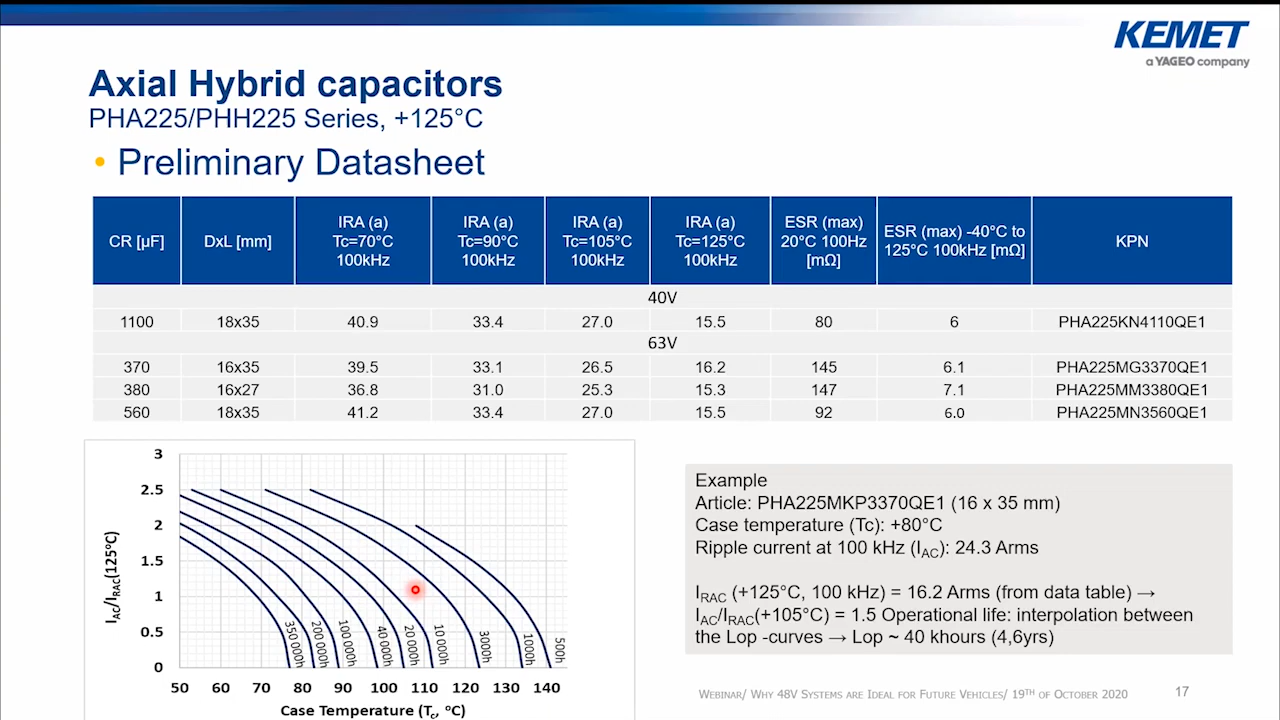 KEMET
a YAGEO company
Axial Hybrid capacitors
PHA225/PHH225 Series, +125°C
• Preliminary Datasheet
CR [µF] DxL [mm] IRA (a) Tc=70°C 100kHz IRA (a) Tc=90°C 100kHz IRA (a) Tc=105°C 100kHz IRA (a) Tc=125°C 100kHz ESR (max) 20°C 100Hz [mΩ] ESR (max) -40°C to 125°C 100kHz [mΩ] KPN
40V
1100 18x35 40.9 33.4 27.0 15.5 80 6 PHA225KN4110QE1
63V
370 16x35 39.5 33.1 26.5 16.2 145 6.1 PHA225MG3370QE1
380 16x27 36.8 31.0 25.3 15.3 147 7.1 PHA225MM3380QE1
560 18x35 41.2 33.4 27.0 15.5 92 6.0 PHA225MN3560QE1
3
2.5
2
1.5
1
0.5
0
IAC/IRAC(125°C)
350 000h 200 000h 100 000h 40 000h 20 000h 10 000h 3000h 1000h 500h
50 60 70 80 90 100 110 120 130 140
Case Temperature (Tc, °C)
Example
Article: PHA225MKP3370QE1 (16 x 35 mm)
Case temperature (Tc): +80°C
Ripple current at 100 kHz (IAC): 24.3 Arms
IRAC (+125°C, 100 kHz) = 16.2 Arms (from data table) →
IAC/IRAC(+105°C) = 1.5 Operational life: interpolation between
the Lop -curves → Lop ~ 40 khours (4,6yrs)
WEBINAR/ WHY 48V SYSTEMS ARE IDEAL FOR FUTURE VEHICLES/ 19TH OF OCTOBER 2020 17